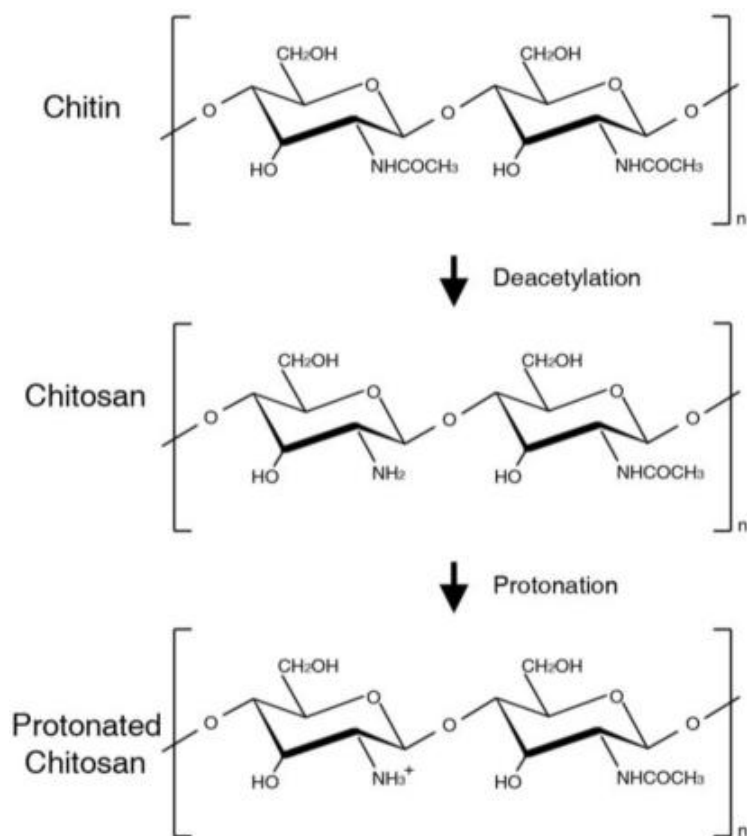 CH₂OH CH₂OH
O O
Chitin O O O
HO NHCOCH₃ HO NHCOCH₃
n
Deacetylation
CH₂OH CH₂OH
Chitosan O O
O O O
HO NH₂ HO NHCOCH₃
n
Protonation
CH₂OH CH₂OH
O O
Protonated O O O
Chitosan
HO NH₃⁺ HO NHCOCH₃
n